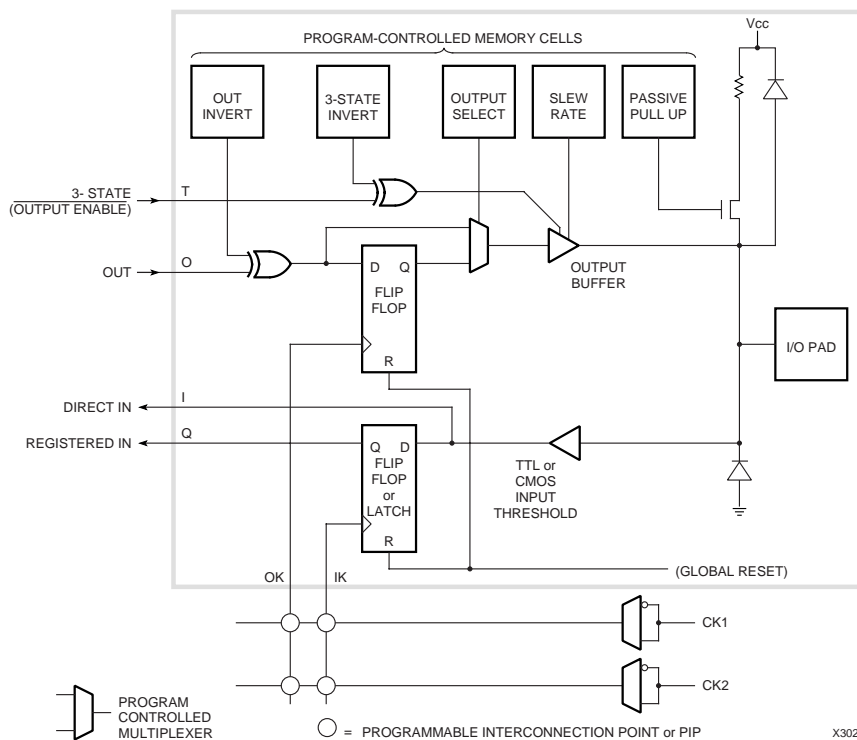 Vcc
PROGRAM-CONTROLLED MEMORY CELLS
OUT
INVERT
3-STATE
INVERT
OUTPUT
SELECT
SLEW
RATE
PASSIVE
PULL UP
3- STATE
(OUTPUT ENABLE)
T
OUT
O
D
Q
FLIP
FLOP
R
OUTPUT
BUFFER
I/O PAD
DIRECT IN
I
REGISTERED IN
Q
Q
D
FLIP
FLOP
or
LATCH
R
TTL or
CMOS
INPUT
THRESHOLD
OK
IK
(GLOBAL RESET)
CK1
CK2
PROGRAM
CONTROLLED
MULTIPLEXER
= PROGRAMMABLE INTERCONNECTION POINT or PIP
X302